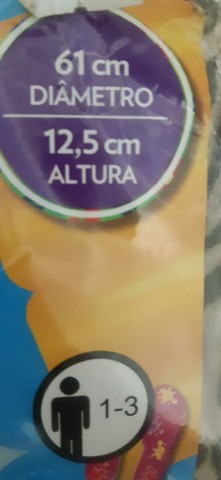 61 cm
DIÂMETRO
12,5 cm
ALTURA
1-3